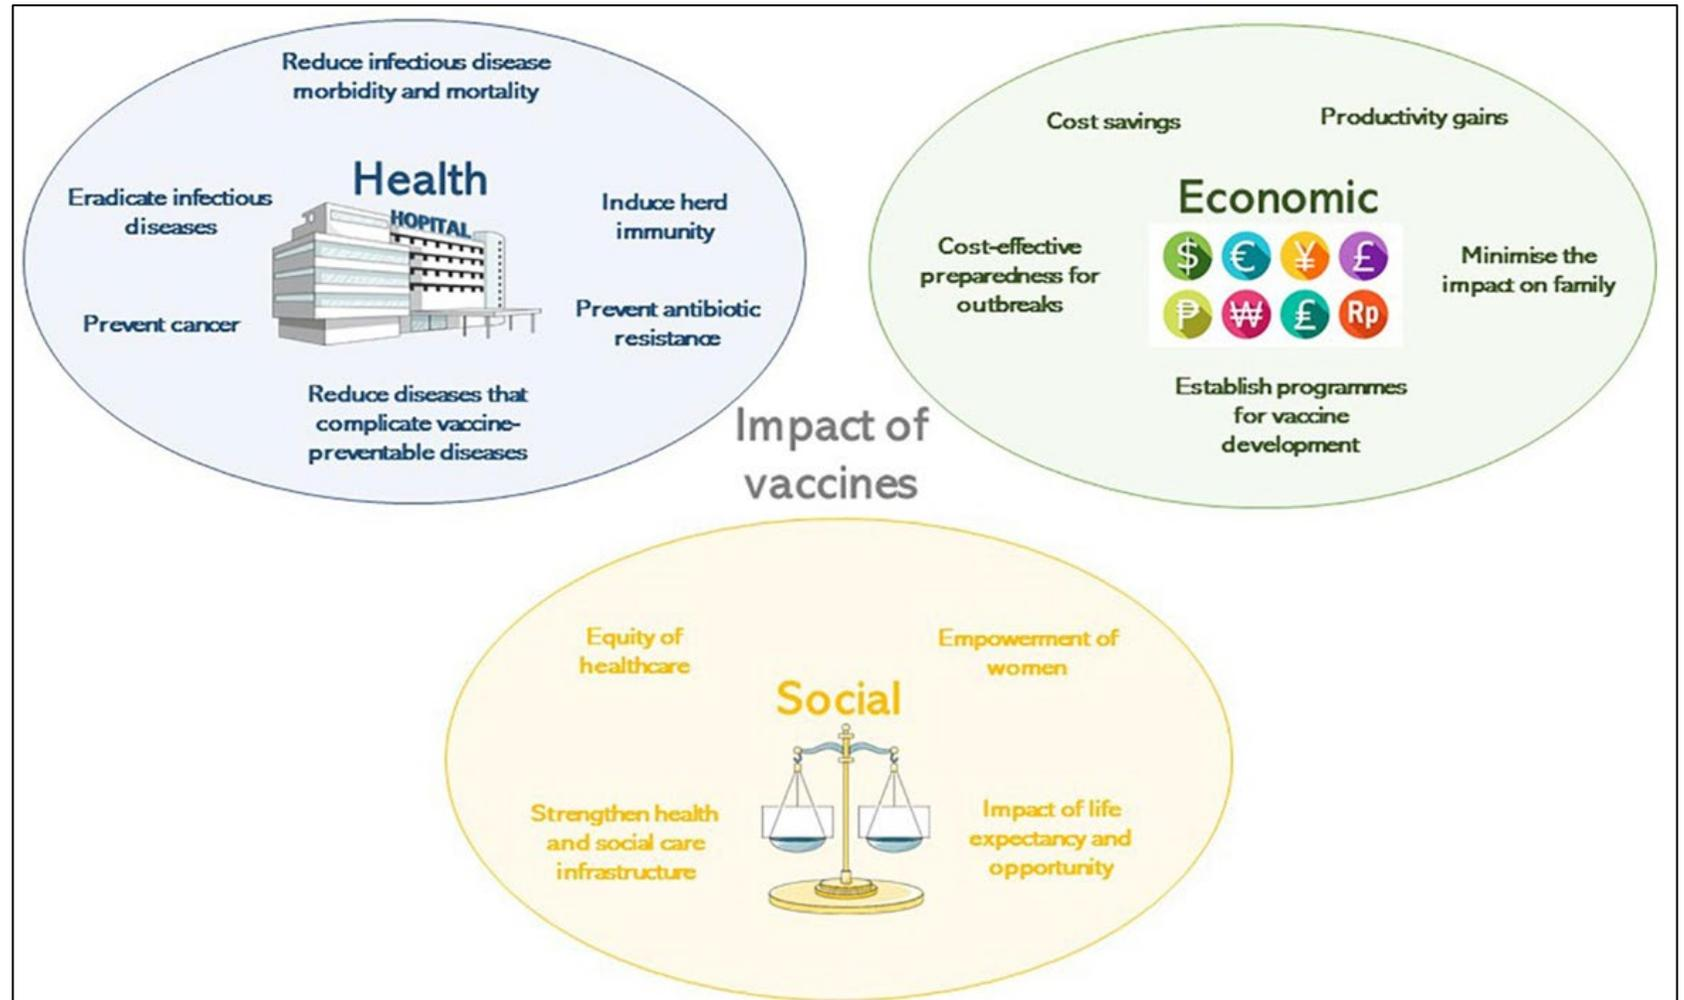 Reduce infectious disease
morbidity and mortality
Health
Eradicate infectious
diseases
HOPITAL
Induce herd
immunity
Prevent cancer
Prevent antibiotic
resistance
Reduce diseases that
complicate vaccine-
preventable diseases
Cost savings
Productivity gains
Economic
Cost-effective
preparedness for
outbreaks
$ € ¥ £
₱ ₩ £ Rp
Minimise the
impact on family
Establish programmes
for vaccine
development
Impact of
vaccines
Equity of
healthcare
Empowerment of
women
Social
Strengthen health
and social care
infrastructure
Impact of life
expectancy and
opportunity